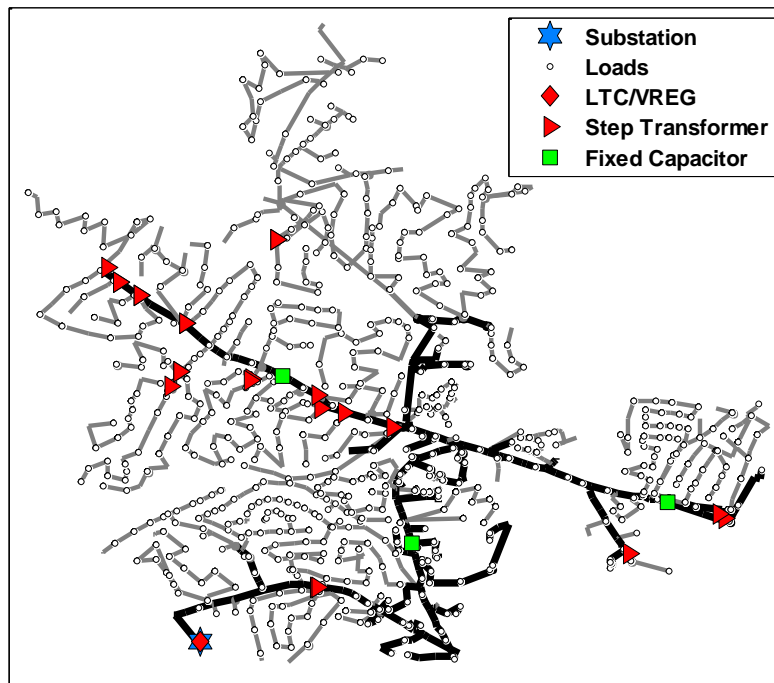 Substation
Loads
LTC/VREG
Step Transformer
Fixed Capacitor